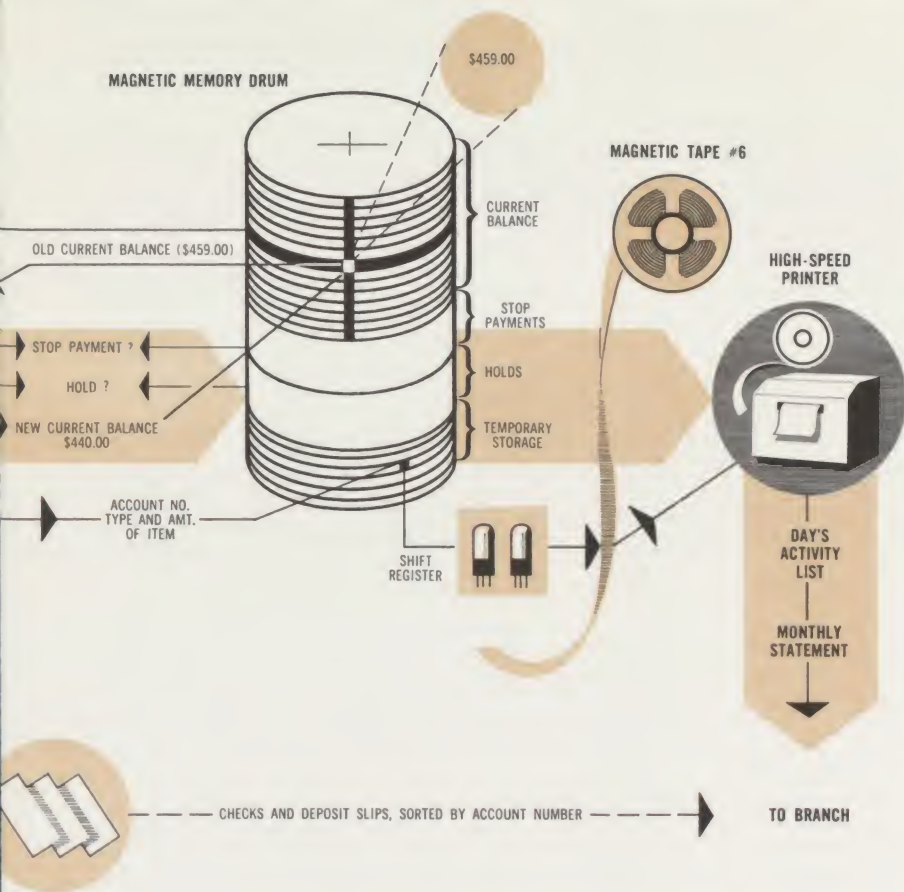 $459.00
MAGNETIC MEMORY DRUM
MAGNETIC TAPE #6
CURRENT
BALANCE
OLD CURRENT BALANCE ($459.00)
HIGH-SPEED
PRINTER
STOP
PAYMENTS
STOP PAYMENT ?
HOLDS
HOLD ?
NEW CURRENT BALANCE
$440.00
TEMPORARY
STORAGE
ACCOUNT NO.
TYPE AND AMT.
OF ITEM
SHIFT
REGISTER
DAY'S
ACTIVITY
LIST
MONTHLY
STATEMENT
CHECKS AND DEPOSIT SLIPS, SORTED BY ACCOUNT NUMBER
TO BRANCH